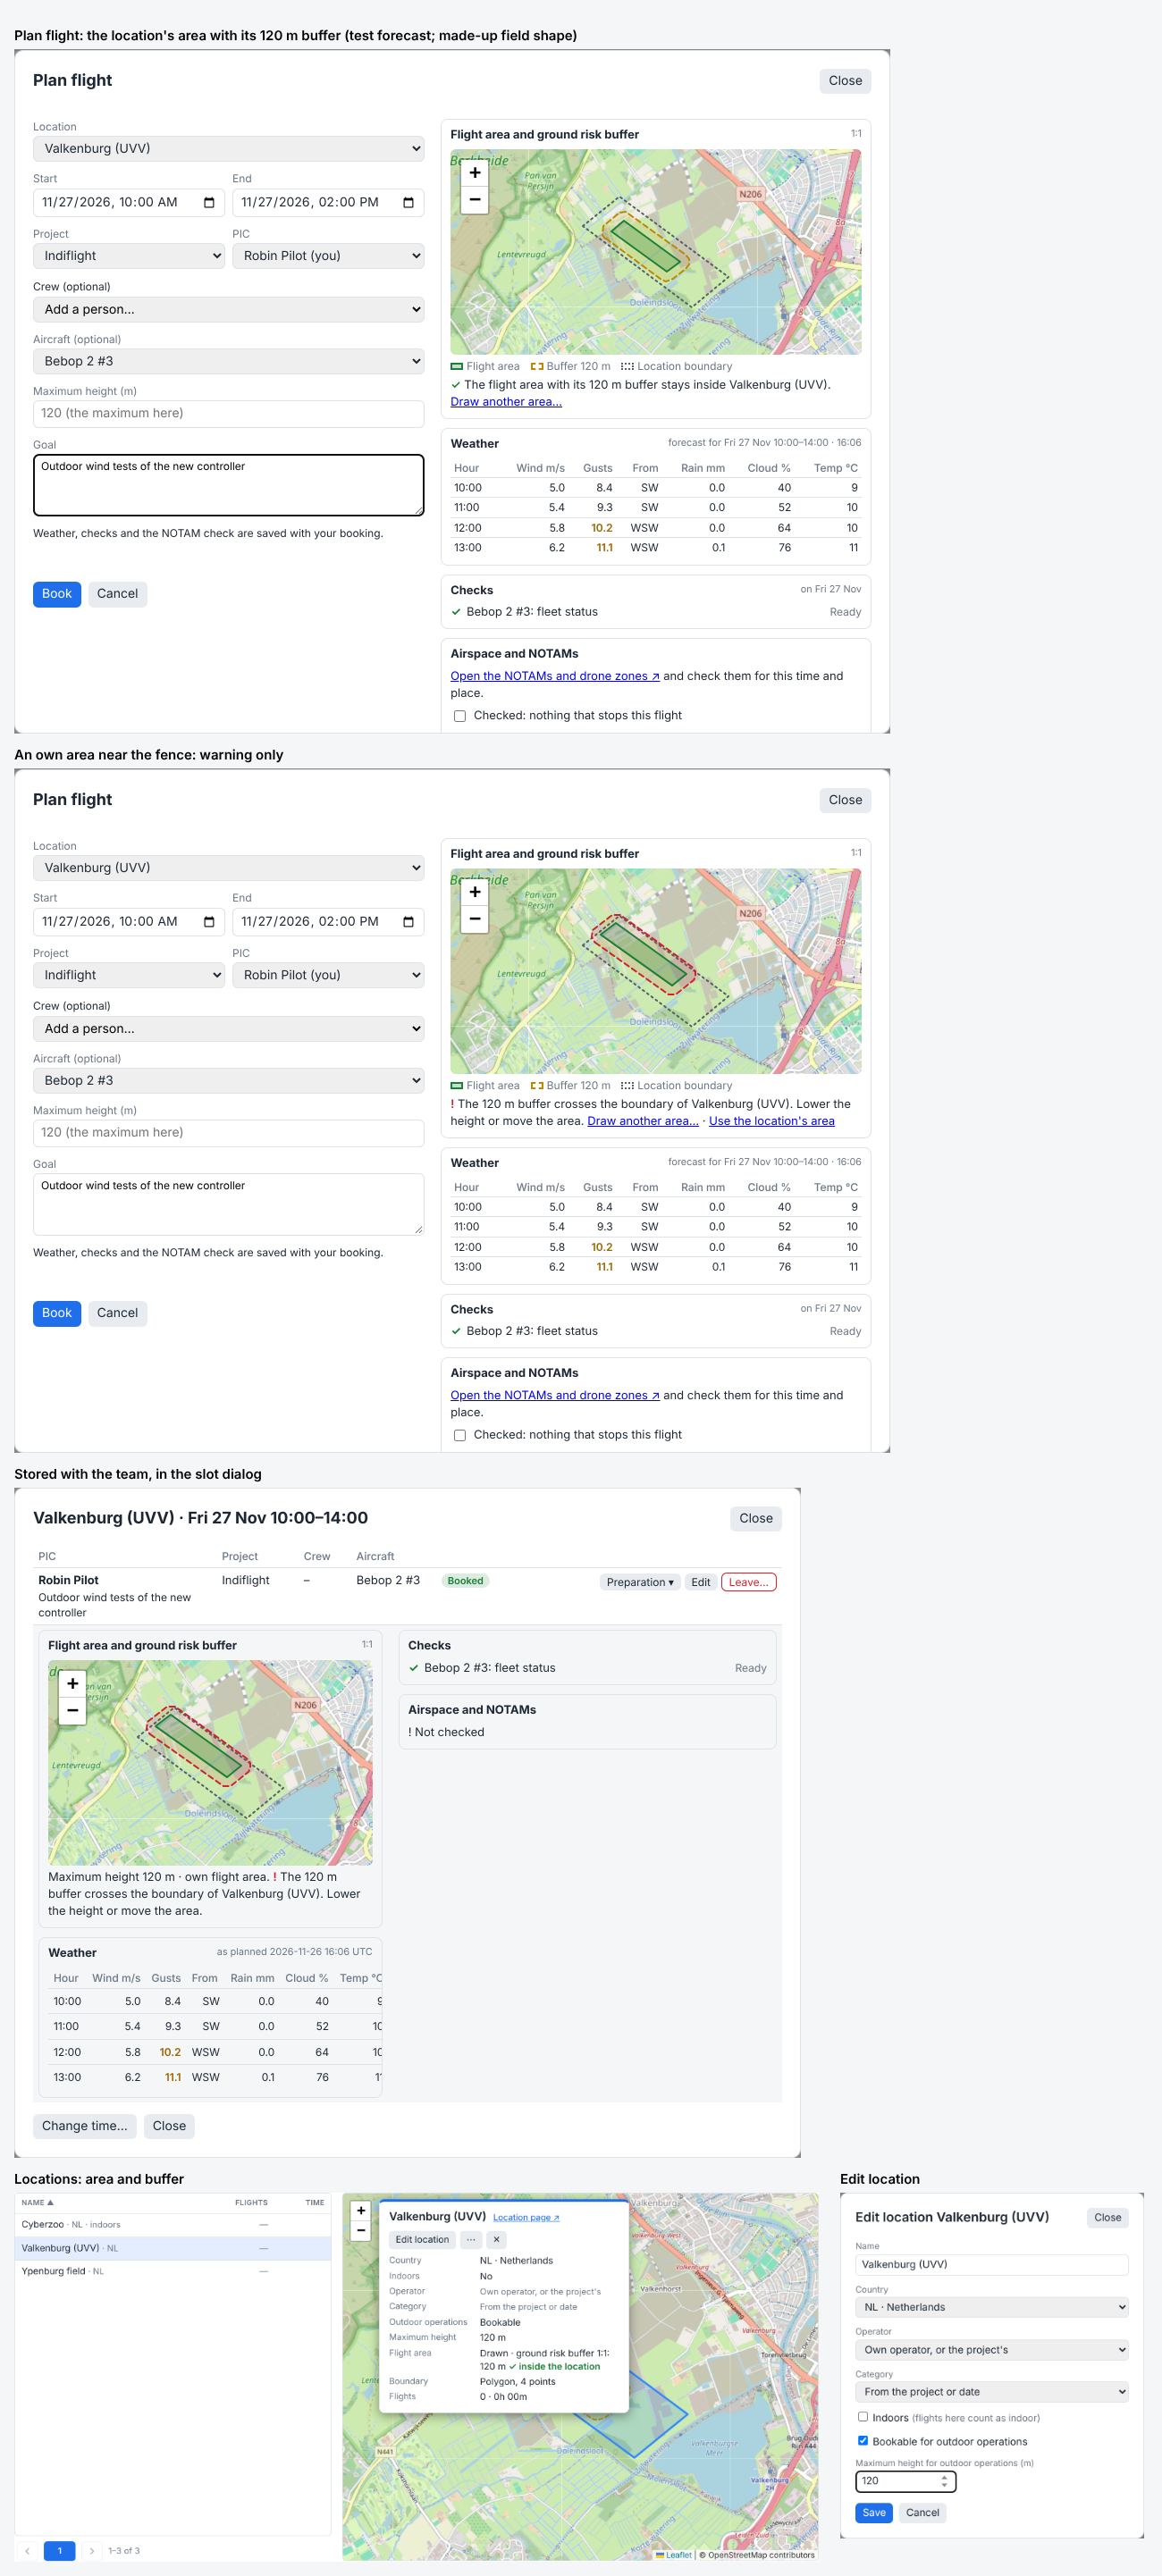 Plan flight: the location's area with its 120 m buffer (test forecast; made-up field shape)
Plan flight
Close
Location
Valkenburg (UVV)
Start
End
11/27/2026, 10:00 AM
11/27/2026, 02:00 PM
Project
PIC
Indiflight
Robin Pilot (you)
Crew (optional)
Add a person...
Aircraft (optional)
Bebop 2 #3
Maximum height (m)
120 (the maximum here)
Goal
Outdoor wind tests of the new controller
Weather, checks and the NOTAM check are saved with your booking.
Book
Cancel
Flight area and ground risk buffer
1:1
+
−
Pan van Persijn
N206
Lentevreugd
Doleindsloot
Zijlwatering
8a
Flight area
Buffer 120 m
Location boundary
✓ The flight area with its 120 m buffer stays inside Valkenburg (UVV).
Draw another area...
Weather
forecast for Fri 27 Nov 10:00–14:00 · 16:06
Hour Wind m/s Gusts From Rain mm Cloud % Temp °C
10:00 5.0 8.4 SW 0.0 40 9
11:00 5.4 9.3 SW 0.0 52 10
12:00 5.8 10.2 WSW 0.0 64 10
13:00 6.2 11.1 WSW 0.1 76 11
Checks
on Fri 27 Nov
✓ Bebop 2 #3: fleet status
Ready
Airspace and NOTAMs
Open the NOTAMs and drone zones ↗ and check them for this time and
place.
Checked: nothing that stops this flight
An own area near the fence: warning only
Plan flight
Close
Location
Valkenburg (UVV)
Start
End
11/27/2026, 10:00 AM
11/27/2026, 02:00 PM
Project
PIC
Indiflight
Robin Pilot (you)
Crew (optional)
Add a person...
Aircraft (optional)
Bebop 2 #3
Maximum height (m)
120 (the maximum here)
Goal
Outdoor wind tests of the new controller
Weather, checks and the NOTAM check are saved with your booking.
Book
Cancel
Flight area and ground risk buffer
1:1
+
−
Pan van Persijn
N206
Lentevreugd
Doleindsloot
Zijlwatering
8a
Flight area
Buffer 120 m
Location boundary
! The 120 m buffer crosses the boundary of Valkenburg (UVV). Lower the
height or move the area. Draw another area... · Use the location's area
Weather
forecast for Fri 27 Nov 10:00–14:00 · 16:06
Hour Wind m/s Gusts From Rain mm Cloud % Temp °C
10:00 5.0 8.4 SW 0.0 40 9
11:00 5.4 9.3 SW 0.0 52 10
12:00 5.8 10.2 WSW 0.0 64 10
13:00 6.2 11.1 WSW 0.1 76 11
Checks
on Fri 27 Nov
✓ Bebop 2 #3: fleet status
Ready
Airspace and NOTAMs
Open the NOTAMs and drone zones ↗ and check them for this time and
place.
Checked: nothing that stops this flight
Stored with the team, in the slot dialog
Valkenburg (UVV) · Fri 27 Nov 10:00–14:00
Close
PIC Project Crew Aircraft
Robin Pilot Indiflight – Bebop 2 #3 Booked Preparation ▾ Edit Leave...
Outdoor wind tests of the new
controller
Flight area and ground risk buffer
1:1
+
−
N206
Lentevreugd
Doleindsloot
Maximum height 120 m · own flight area. ! The 120 m
buffer crosses the boundary of Valkenburg (UVV). Lower
the height or move the area.
Checks
✓ Bebop 2 #3: fleet status
Ready
Airspace and NOTAMs
! Not checked
Weather
as planned 2026-11-26 16:06 UTC
Hour Wind m/s Gusts From Rain mm Cloud % Temp °C
10:00 5.0 8.4 SW 0.0 40 9
11:00 5.4 9.3 SW 0.0 52 10
12:00 5.8 10.2 WSW 0.0 64 10
13:00 6.2 11.1 WSW 0.1 76 11
Change time...
Close
Locations: area and buffer
NAME ▲ FLIGHTS TIME
Cyberzoo · NL · indoors —
Valkenburg (UVV) · NL —
Ypenburg field · NL —
‹ 1 › 1–3 of 3
+
−
Valkenburg (UVV) Location page ↗
Edit location ··· ✕
Country NL · Netherlands
Indoors No
Operator Own operator, or the project's
Category From the project or date
Outdoor operations Bookable
Maximum height 120 m
Flight area Drawn · ground risk buffer 1:1:
120 m ✓ inside the location
Boundary Polygon, 4 points
Flights 0 · 0h 00m
Valkenhorst
Valkenburg
Torenvlietbrug
Doleindsloot
Valkenburgse Meer
N441
Valkenburg ZH
Leaflet | © OpenStreetMap contributors
Edit location
Edit location Valkenburg (UVV)
Close
Name
Valkenburg (UVV)
Country
NL · Netherlands
Operator
Own operator, or the project's
Category
From the project or date
Indoors (flights here count as indoor)
Bookable for outdoor operations
Maximum height for outdoor operations (m)
120
Save
Cancel